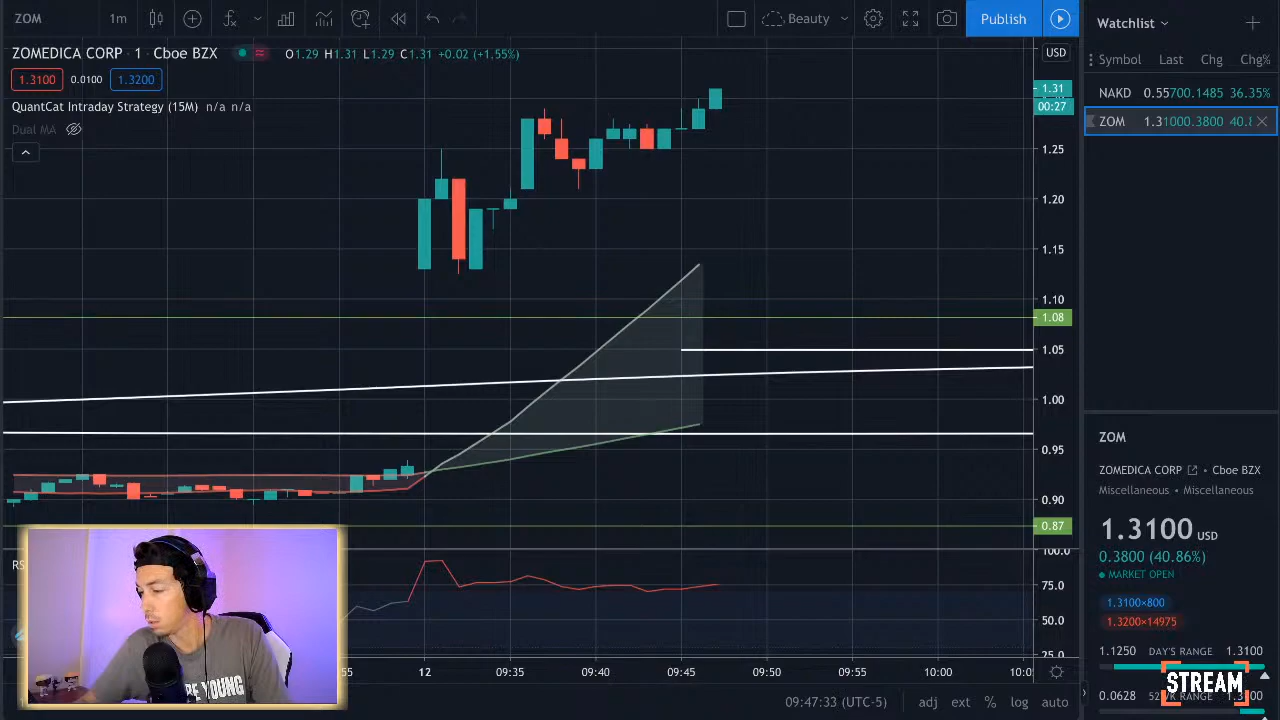 ZOM 1m Beauty Publish
Watchlist
ZOMEDICA CORP · 1 · Cboe BZX O1.29 H1.31 L1.29 C1.31 +0.02 (+1.55%)
USD
Symbol Last Chg Chg%
1.3100 0.0100 1.3200
1.31
00:27
NAKD 0.55700.1485 36.35%
QuantCat Intraday Strategy (15M) n/a n/a
ZOM 1.31000.3800
Dual MA
1.25
1.20
1.15
1.10
1.08
1.05
1.00
0.95
0.90
0.87
ZOM
ZOMEDICA CORP · Cboe BZX
Miscellaneous • Miscellaneous
1.3100 USD
0.3800 (40.86%)
MARKET OPEN
1.3100×800
1.3200×14975
100.0
75.0
50.0
25.0
1.1250 DAY'S RANGE 1.3100
12 09:35 09:40 09:45 09:50 09:55 10:00
STREAM
0.0628
09:47:33 (UTC-5) adj ext % log auto